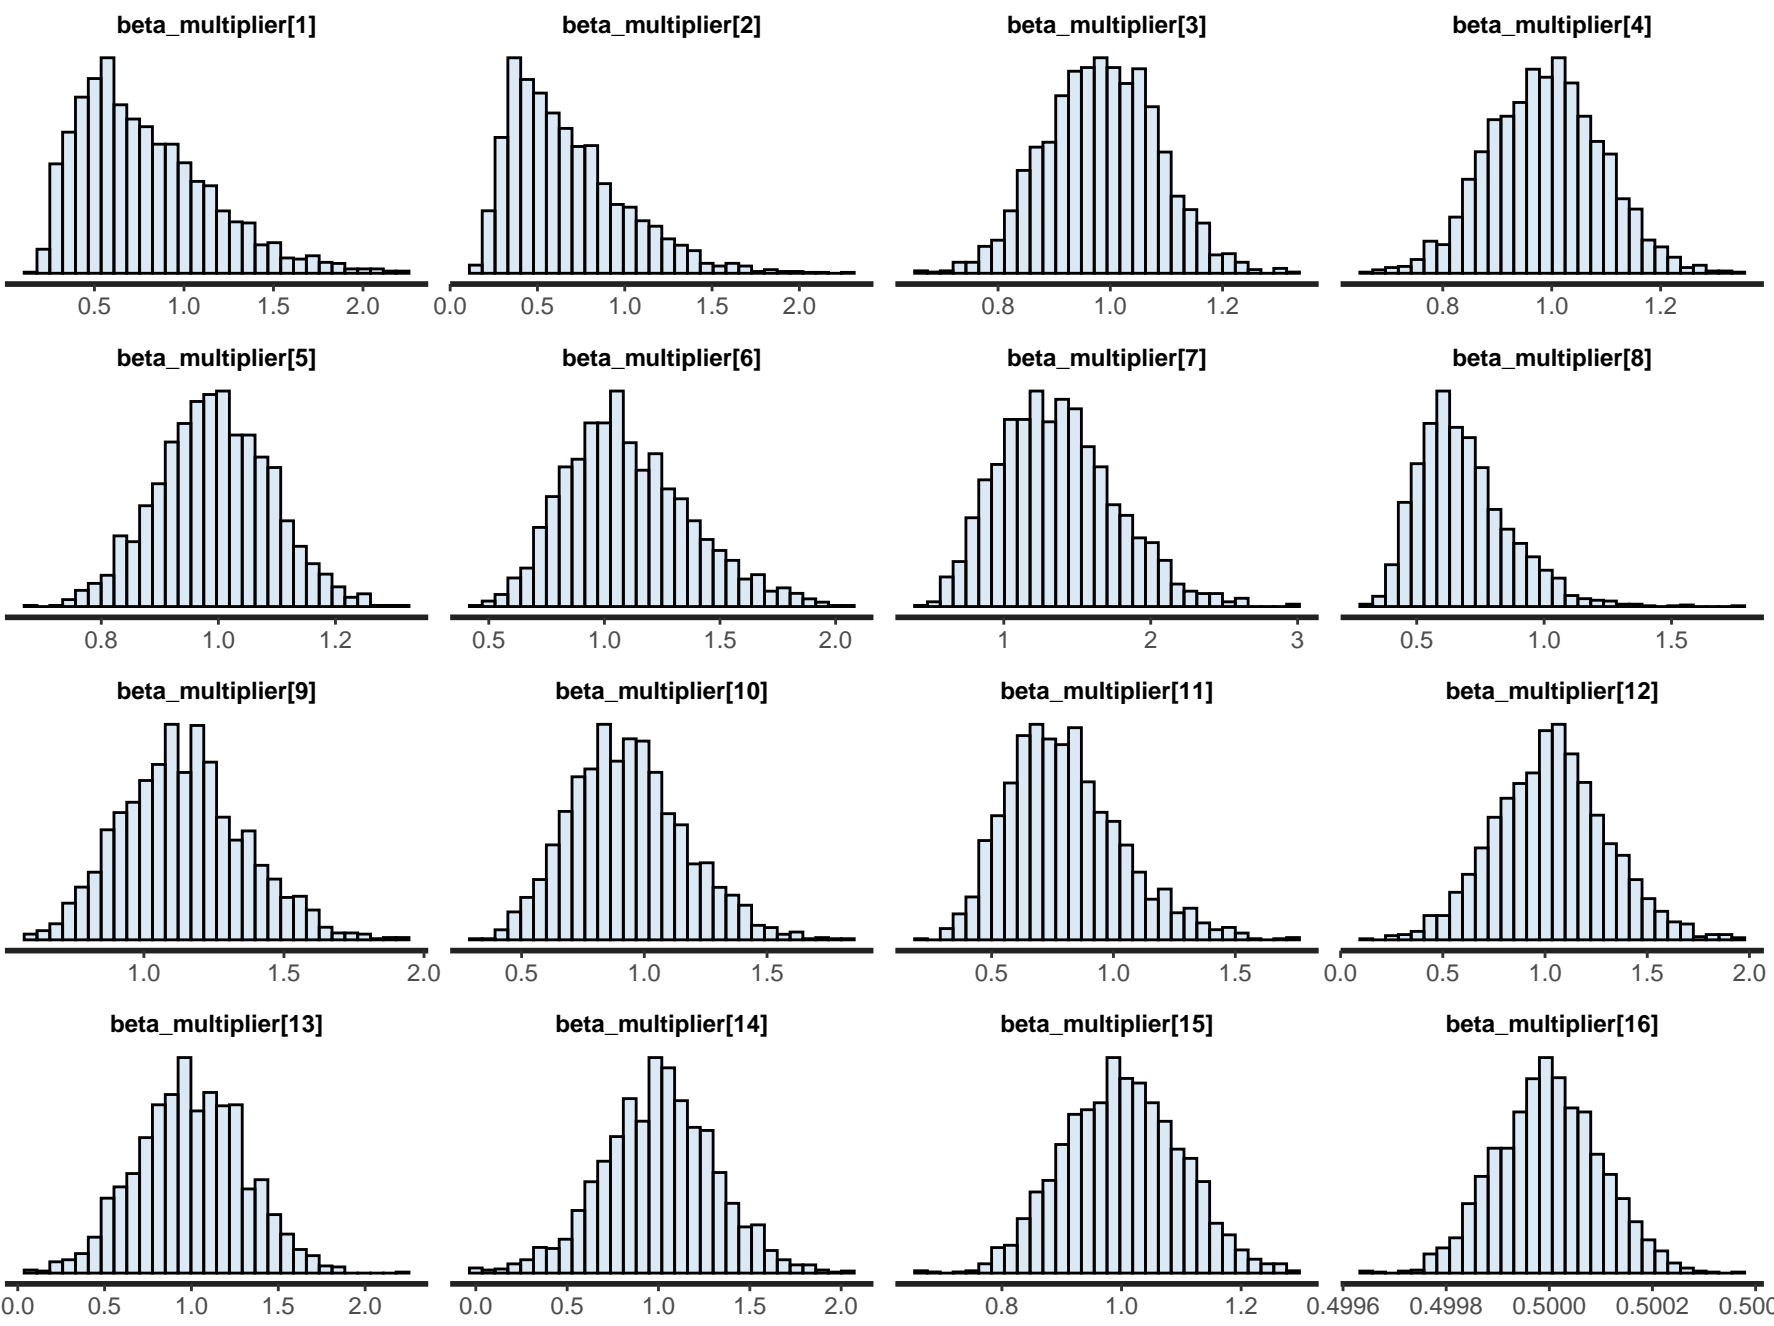 beta_multiplier[1] beta_multiplier[2] beta_multiplier[3] beta_multiplier[4]
0.5 1.0 1.5 2.0 0.0 0.5 1.0 1.5 2.0 0.8 1.0 1.2 0.8 1.0 1.2
beta_multiplier[5] beta_multiplier[6] beta_multiplier[7] beta_multiplier[8]
0.8 1.0 1.2 0.5 1.0 1.5 2.0 1 2 3 0.5 1.0 1.5
beta_multiplier[9] beta_multiplier[10] beta_multiplier[11] beta_multiplier[12]
1.0 1.5 2.0 0.5 1.0 1.5 0.5 1.0 1.5 0.0 0.5 1.0 1.5 2.0
beta_multiplier[13] beta_multiplier[14] beta_multiplier[15] beta_multiplier[16]
0.0 0.5 1.0 1.5 2.0 0.0 0.5 1.0 1.5 2.0 0.8 1.0 1.2 0.4996 0.4998 0.5000 0.5002